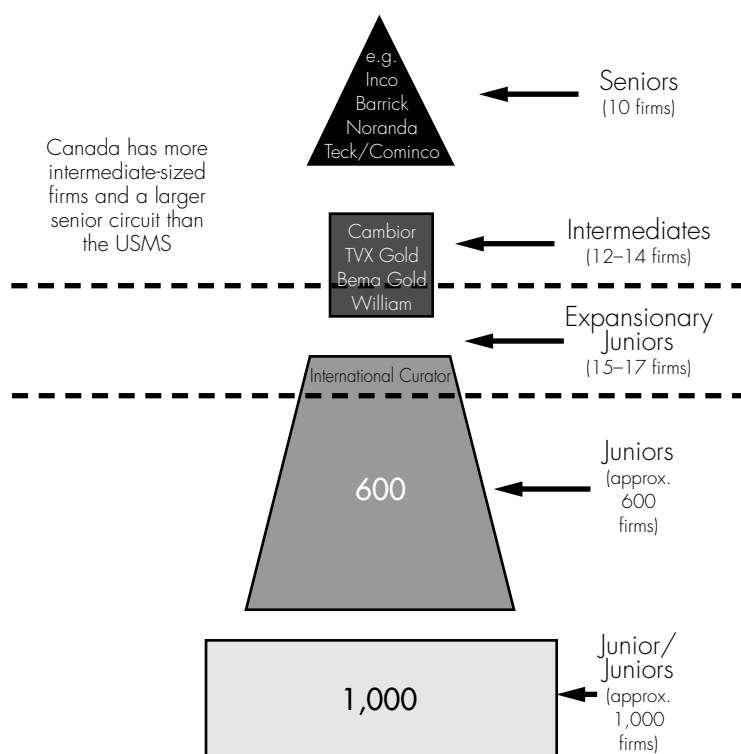 e.g.
Inco
Barrick
Noranda
Teck/Cominco
Seniors
(10 firms)
Canada has more
intermediate-sized
firms and a larger
senior circuit than
the USMS
Cambior
TVX Gold
Bema Gold
William
Intermediates
(12–14 firms)
Expansionary
Juniors
(15–17 firms)
International Curator
600
Juniors
(approx.
600
firms)
1,000
Junior/
Juniors
(approx.
1,000
firms)